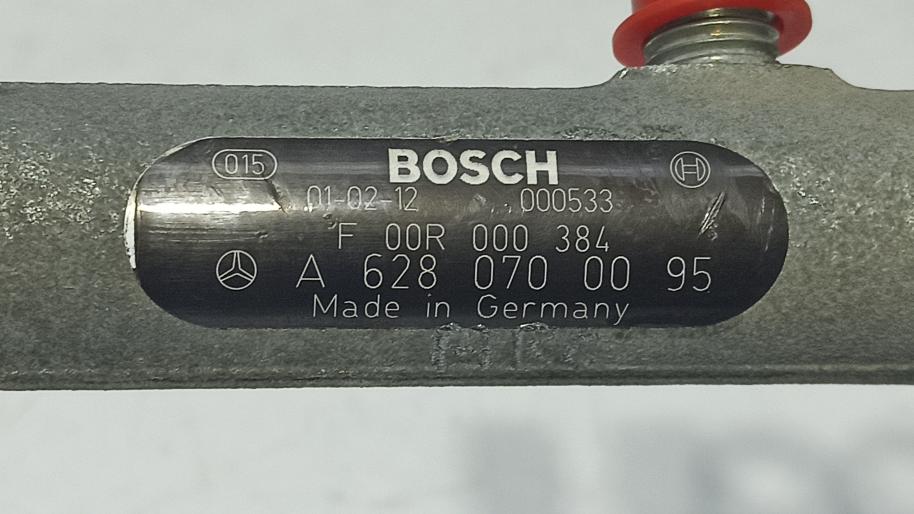 015 BOSCH
01-02-12 000533
F 00R 000 384
A 628 070 00 95
Made in Germany